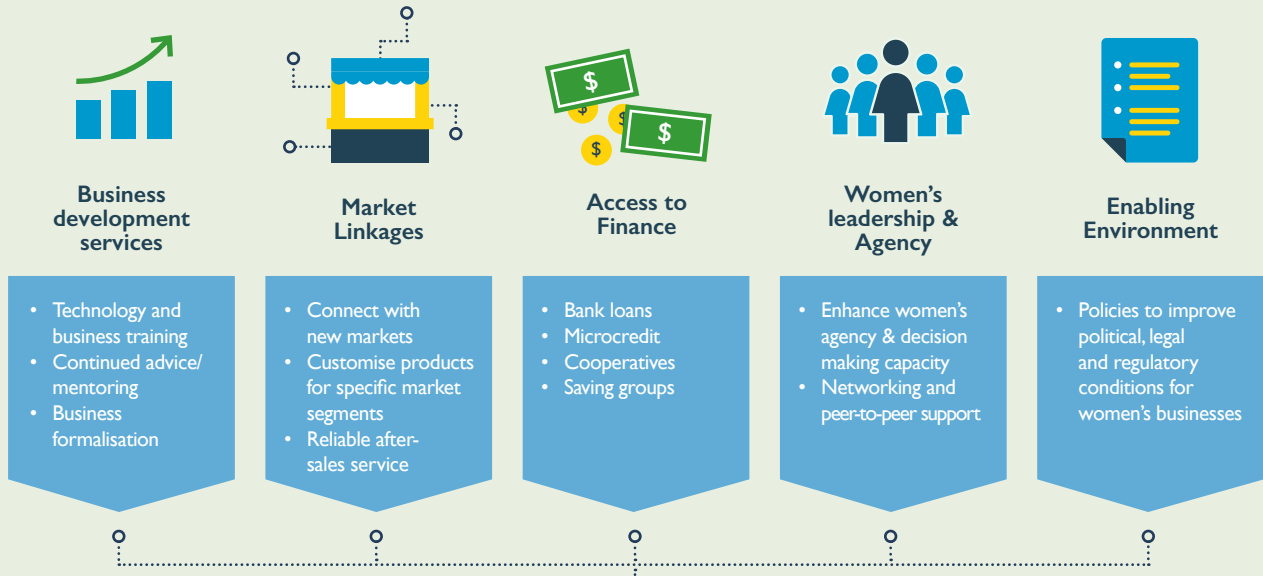 $
$
$
$
$
Business
development
services
Market
Linkages
Access to
Finance
Women's
leadership &
Agency
Enabling
Environment
• Technology and
business training
• Continued advice/
mentoring
• Business
formalisation
• Connect with
new markets
• Customise products
for specific market
segments
• Reliable after-
sales service
• Bank loans
• Microcredit
• Cooperatives
• Saving groups
• Enhance women's
agency & decision
making capacity
• Networking and
peer-to-peer support
• Policies to improve
political, legal
and regulatory
conditions for
women's businesses